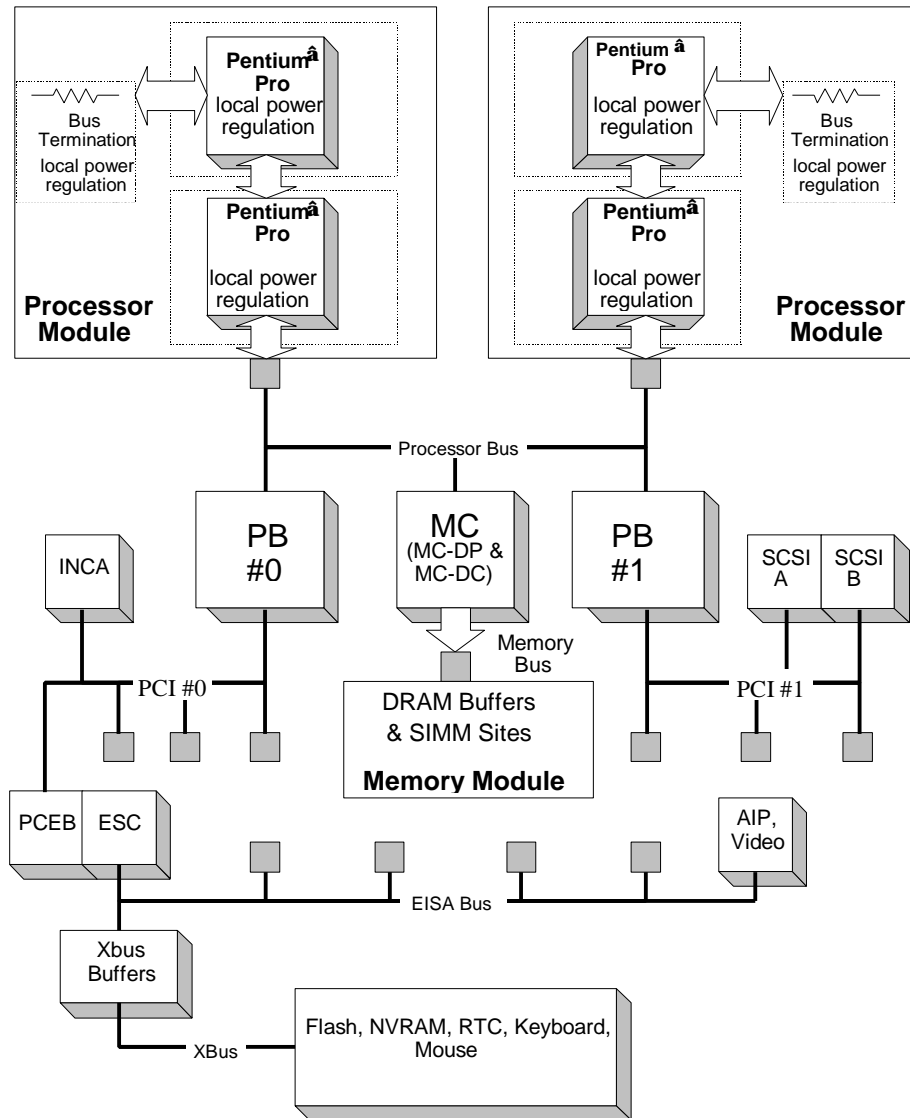 Pentiumâ
Pro
local power
regulation
Bus
Termination
local power
regulation
Pentiumâ
Pro
local power
regulation
Processor
Module
Pentium â
Pro
local power
regulation
Bus
Termination
local power
regulation
Pentiumâ
Pro
local power
regulation
Processor
Module
Processor Bus
PB
#0
MC
(MC-DP &
MC-DC)
PB
#1
INCA
SCSI
A
SCSI
B
Memory
Bus
PCI #0
PCI #1
DRAM Buffers
& SIMM Sites
Memory Module
PCEB
ESC
AIP,
Video
EISA Bus
Xbus
Buffers
XBus
Flash, NVRAM, RTC, Keyboard,
Mouse